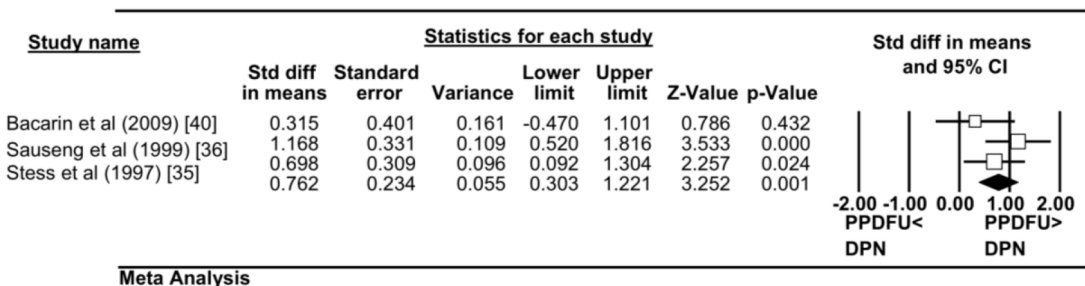 Study name Statistics for each study Std diff in means and 95% CI
Std diff in means Standard error Variance Lower limit Upper limit Z-Value p-Value
Bacarin et al (2009) [40] 0.315 0.401 0.161 -0.470 1.101 0.786 0.432
Sauseng et al (1999) [36] 1.168 0.331 0.109 0.520 1.816 3.533 0.000
Stess et al (1997) [35] 0.698 0.309 0.096 0.092 1.304 2.257 0.024
0.762 0.234 0.055 0.303 1.221 3.252 0.001
-2.00 -1.00 0.00 1.00 2.00
PPDFU< PPDFU>
DPN DPN
Meta Analysis